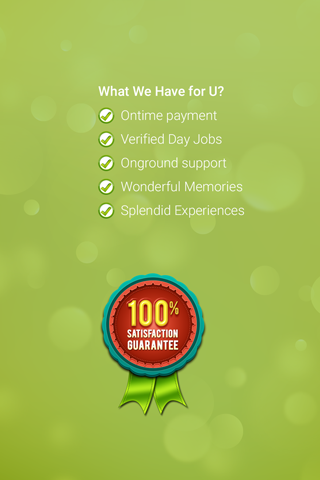 What We Have for U?
Ontime payment
Verified Day Jobs
Onground support
Wonderful Memories
Splendid Experiences
100%
SATISFACTION
GUARANTEE